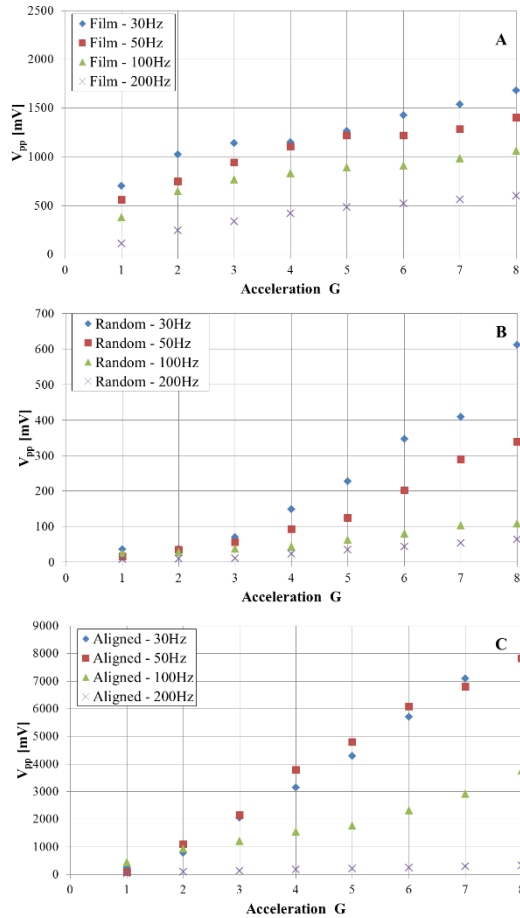 Film - 30Hz
Film - 50Hz
Film - 100Hz
Film - 200Hz
A
2500
2000
1500
1000
500
0
Vpp [mV]
0 1 2 3 4 5 6 7 8
Acceleration G
Random - 30Hz
Random - 50Hz
Random - 100Hz
Random - 200Hz
B
700
600
500
400
300
200
100
0
Vpp [mV]
0 1 2 3 4 5 6 7 8
Acceleration G
Aligned - 30Hz
Aligned - 50Hz
Aligned - 100Hz
Aligned - 200Hz
C
9000
8000
7000
6000
5000
4000
3000
2000
1000
0
Vpp [mV]
0 1 2 3 4 5 6 7 8
Acceleration G